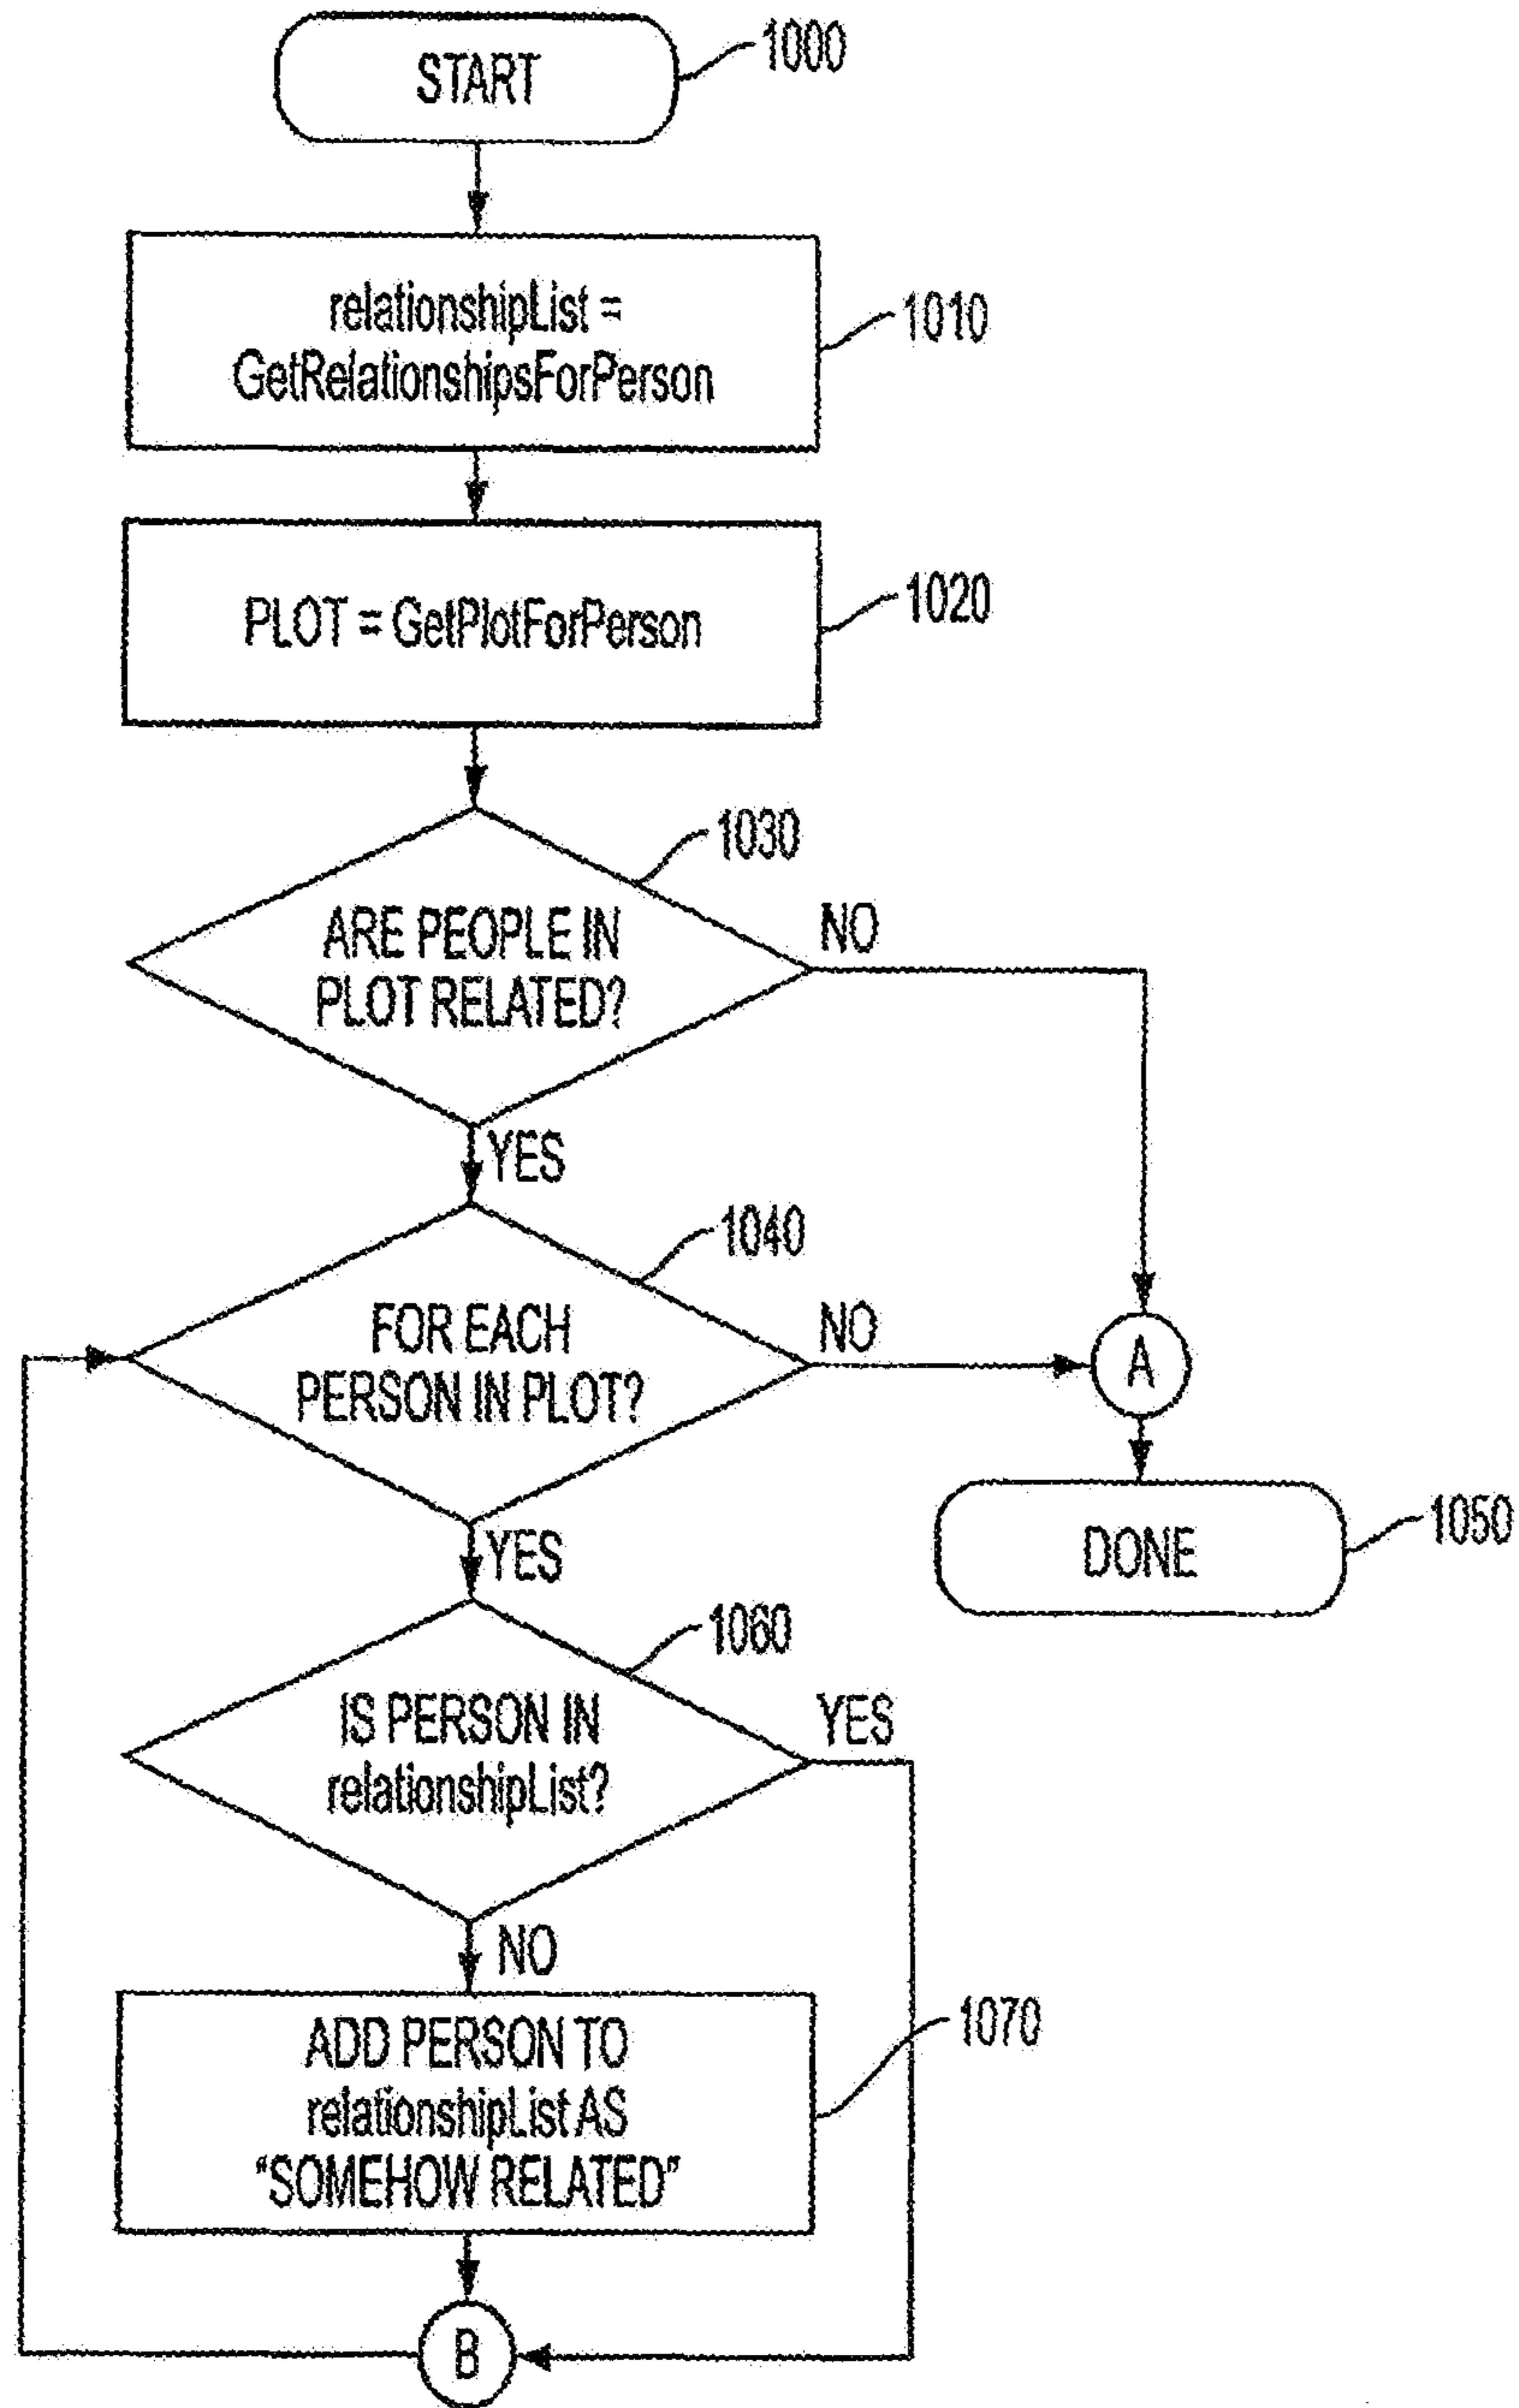 START
1000
relationshipList =
GetRelationshipsForPerson
1010
PLOT = GetPlotForPerson
1020
1030
ARE PEOPLE IN
PLOT RELATED?
NO
YES
1040
FOR EACH
PERSON IN PLOT?
NO
A
YES
DONE
1050
1060
IS PERSON IN
relationshipList?
YES
NO
ADD PERSON TO
relationshipList AS
"SOMEHOW RELATED"
1070
B